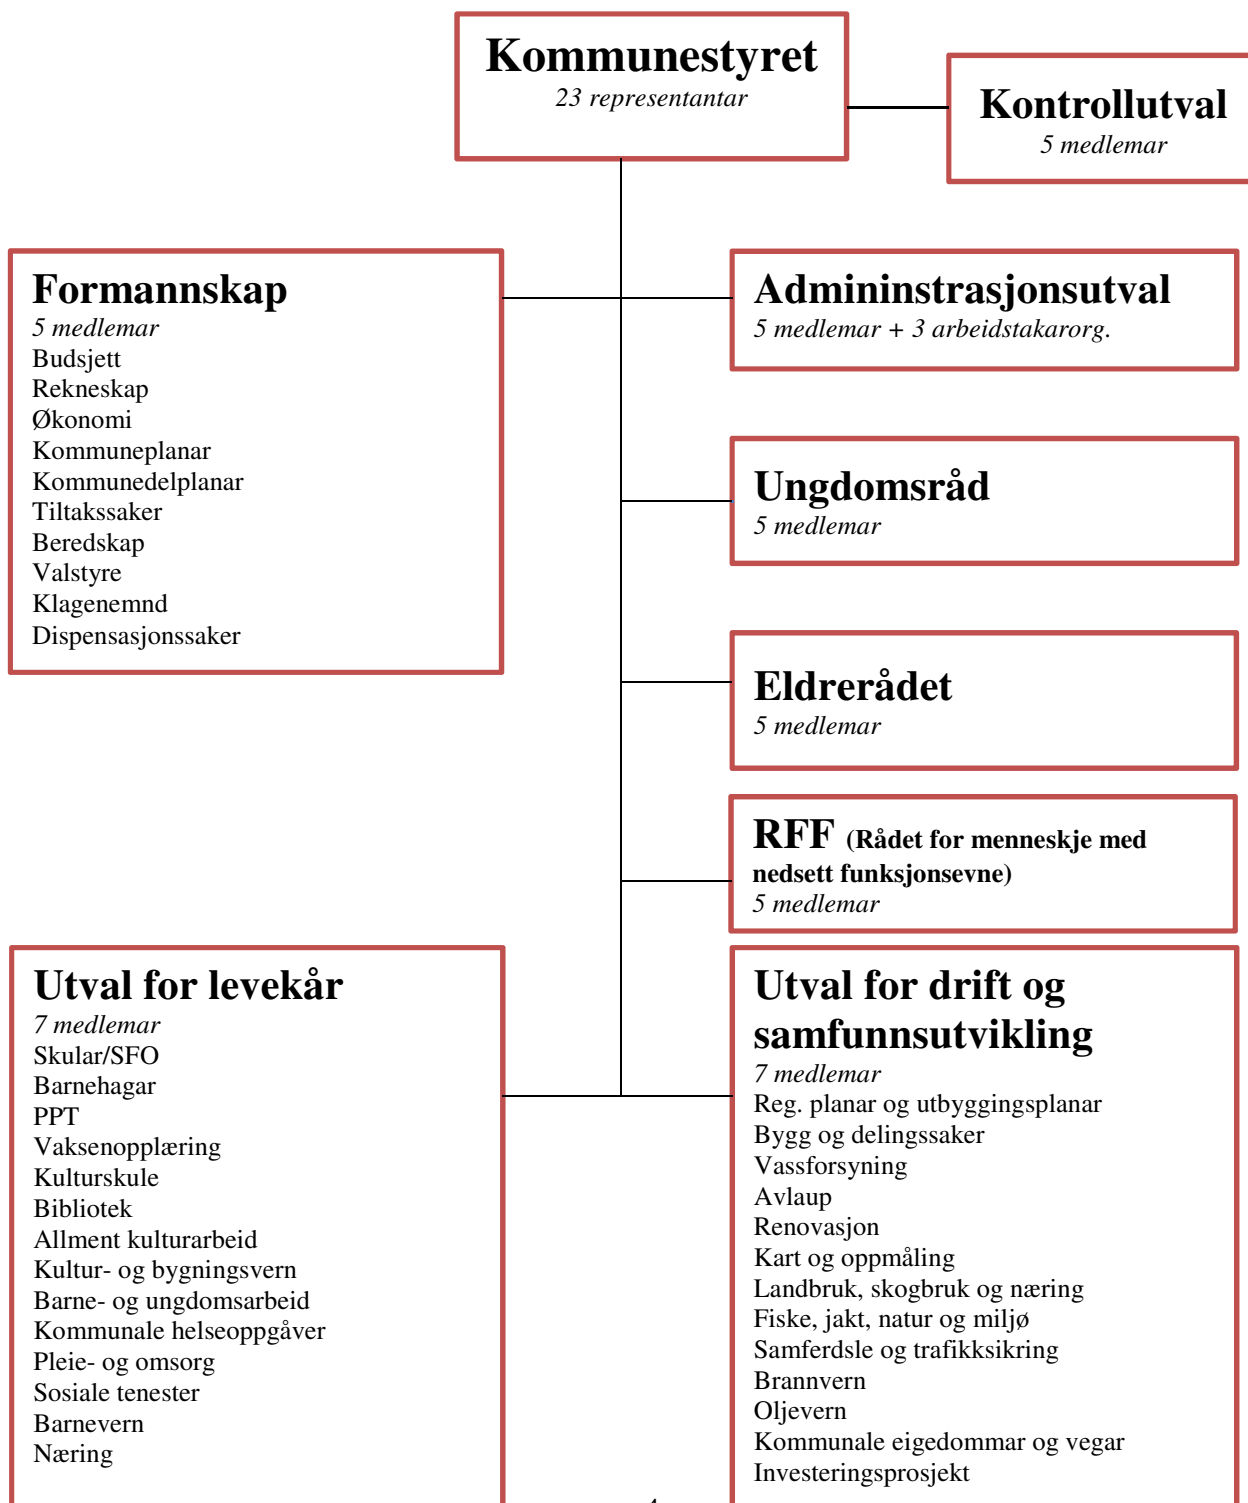 Kommunestyret
23 representantar
Kontrollutval
5 medlemar
Formannskap
5 medlemar
Budsjett
Rekneskap
Økonomi
Kommuneplanar
Kommunedelplanar
Tiltakssaker
Beredskap
Valstyre
Klagenemnd
Dispensasjonssaker
Admininstrasjonsutval
5 medlemar + 3 arbeidstakarorg.
Ungdomsråd
5 medlemar
Eldrerådet
5 medlemar
RFF (Rådet for menneskje med
nedsett funksjonsevne)
5 medlemar
Utval for levekår
7 medlemar
Skular/SFO
Barnehagar
PPT
Vaksenopplæring
Kulturskule
Bibliotek
Allment kulturarbeid
Kultur- og bygningsvern
Barne- og ungdomsarbeid
Kommunale helseoppgåver
Pleie- og omsorg
Sosiale tenester
Barnevern
Næring
Utval for drift og
samfunnsutvikling
7 medlemar
Reg. planar og utbyggingsplanar
Bygg og delingssaker
Vassforsyning
Avlaup
Renovasjon
Kart og oppmåling
Landbruk, skogbruk og næring
Fiske, jakt, natur og miljø
Samferdsle og trafikksikring
Brannvern
Oljevern
Kommunale eigedommar og vegar
Investeringsprosjekt